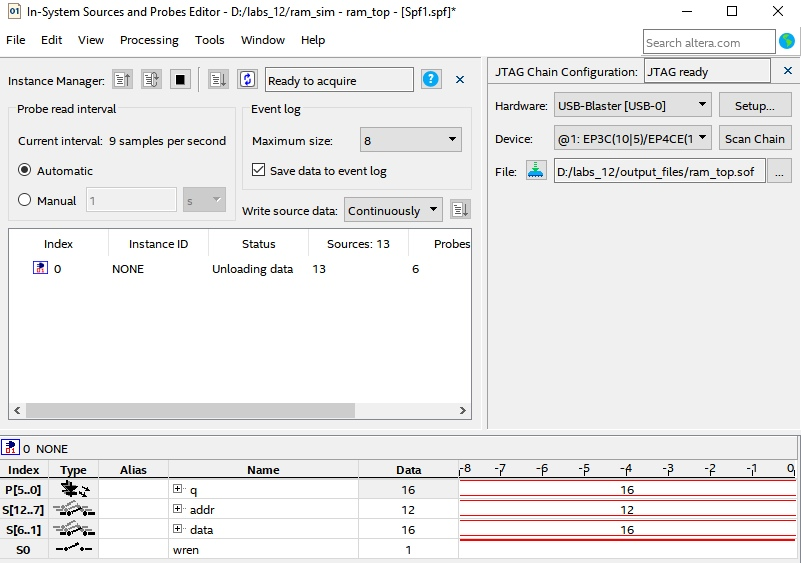 In-System Sources and Probes Editor - D:/labs_12/ram_sim - ram_top - [Spf1.spf]*
File Edit View Processing Tools Window Help
Search altera.com
Instance Manager: Ready to acquire
JTAG Chain Configuration: JTAG ready
Probe read interval
Current interval: 9 samples per second
Automatic
Manual 1 s
Event log
Maximum size: 8
Save data to event log
Write source data: Continuously
Hardware: USB-Blaster [USB-0] Setup...
Device: @1: EP3C(10|5)/EP4CE(1 Scan Chain
File: D:/labs_12/output_files/ram_top.sof ...
Index Instance ID Status Sources: 13 Probes
0 NONE Unloading data 13 6
0 NONE
Index Type Alias Name Data -8 -7 -6 -5 -4 -3 -2 -1 0
P[5..0] q 16 16
S[12..7] addr 12 12
S[6..1] data 16 16
S0 wren 1